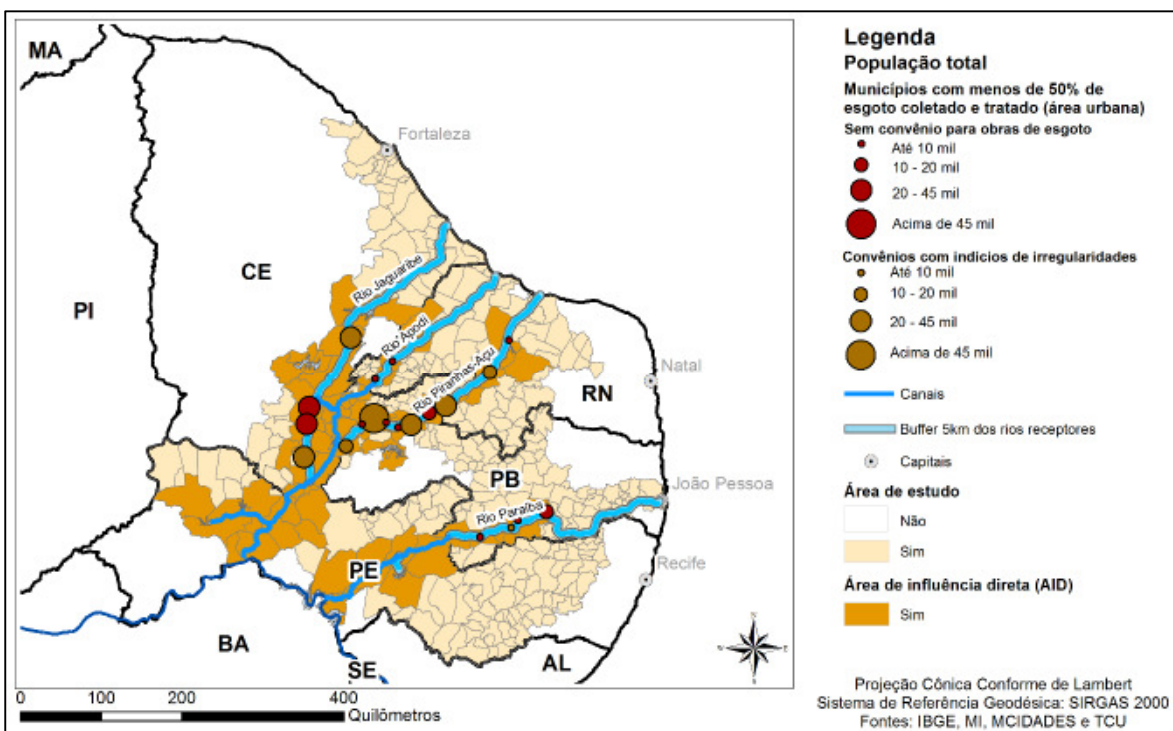 MA
Fortaleza
CE
PI
Rio Jaguaribe
Rio Apodi
Rio Piranhas-Açu
RN
Natal
PB
João Pessoa
Rio Paraíba
PE
Recife
BA
SE
AL
0 100 200 400
Quilômetros
Legenda
População total
Municípios com menos de 50% de
esgoto coletado e tratado (área urbana)
Sem convênio para obras de esgoto
Até 10 mil
10 - 20 mil
20 - 45 mil
Acima de 45 mil
Convênios com indícios de irregularidades
Até 10 mil
10 - 20 mil
20 - 45 mil
Acima de 45 mil
Canais
Buffer 5km dos rios receptores
Capitais
Área de estudo
Não
Sim
Área de influência direta (AID)
Sim
Projeção Cônica Conforme de Lambert
Sistema de Referência Geodésica: SIRGAS 2000
Fontes: IBGE, MI, MCIDADES e TCU